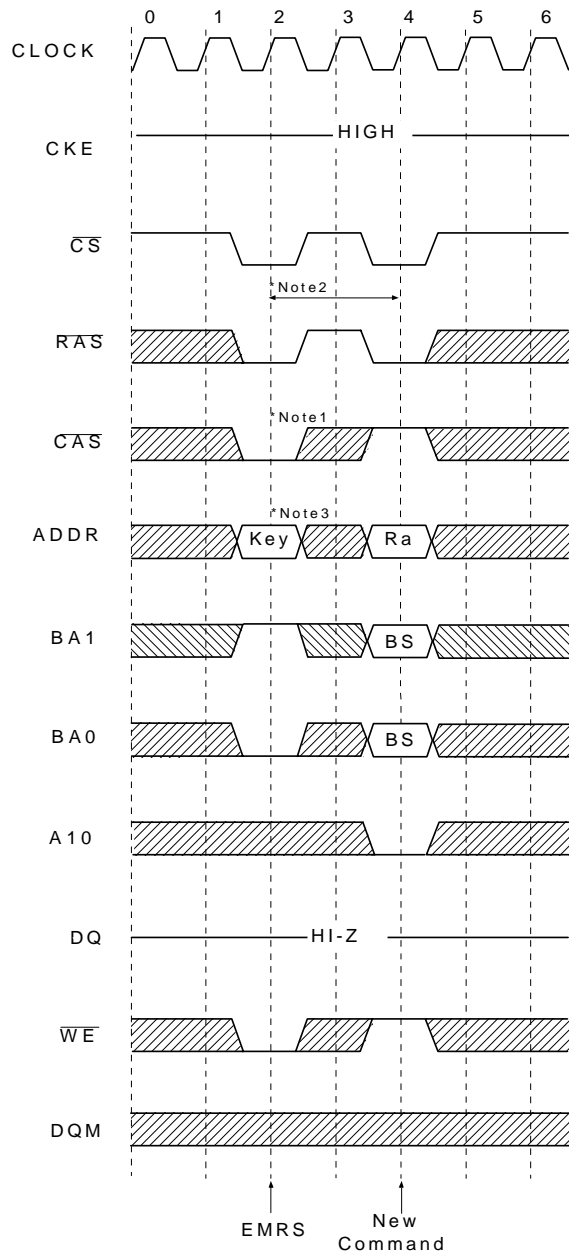 0 1 2 3 4 5 6
CLOCK
HIGH
CKE
CS
*Note2
RAS
*Note1
CAS
*Note3
ADDR Key Ra
BA1 BS
BA0 BS
A10
DQ HI-Z
WE
DQM
EMRS New
Command